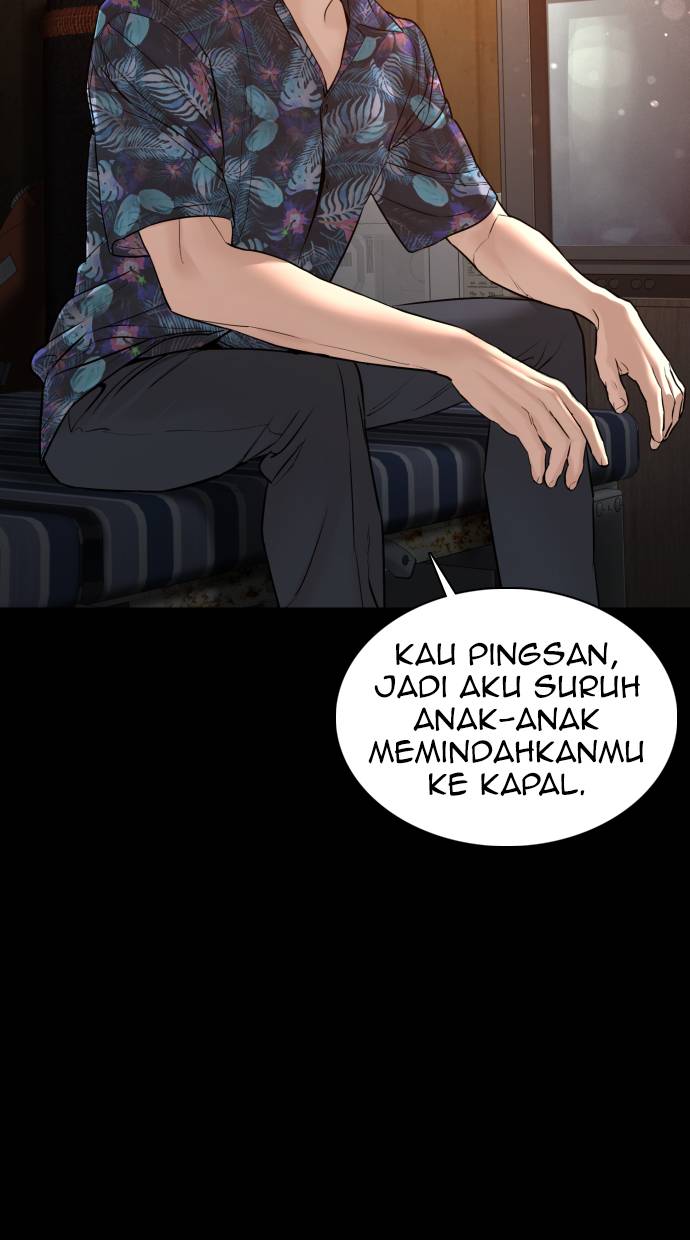 KAU PINGSAN,
JADI AKU SURUH
ANAK-ANAK
MEMINDAHKANMU
KE KAPAL.